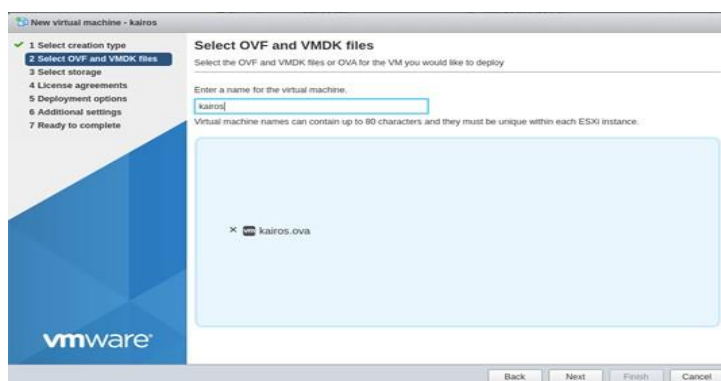 New virtual machine - kairos
1 Select creation type
2 Select OVF and VMDK files
3 Select storage
4 License agreements
5 Deployment options
6 Additional settings
7 Ready to complete
vmware
Select OVF and VMDK files
Select the OVF and VMDK files or OVA for the VM you would like to deploy
Enter a name for the virtual machine.
kairos
Virtual machine names can contain up to 80 characters and they must be unique within each ESXi instance.
× vm kairos.ova
Back Next Finish Cancel